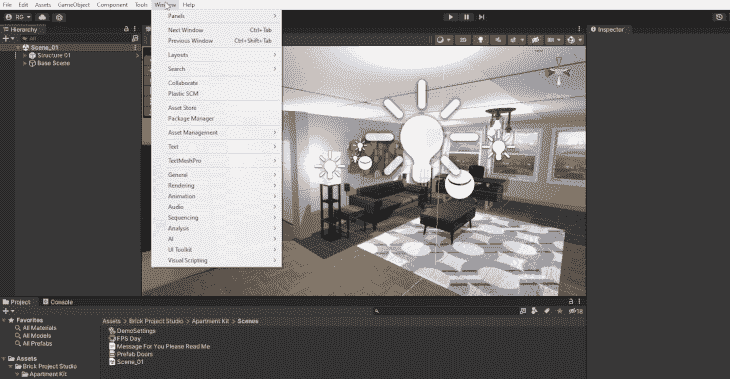 File Edit Assets GameObject Component Tools Window Help
RG
Hierarchy
All
Scene_01
Structure 01
Base Scene
Panels
Next Window Ctrl+Tab
Previous Window Ctrl+Shift+Tab
Layouts
Search
Collaborate
Plastic SCM
Asset Store
Package Manager
Asset Management
Text
TextMeshPro
General
Rendering
Animation
Audio
Sequencing
Analysis
AI
UI Toolkit
Visual Scripting
2D
Inspector
Project Console
Favorites
All Materials
All Models
All Prefabs
Assets
Brick Project Studio
Apartment Kit
Assets > Brick Project Studio > Apartment Kit > Scenes
18
DemoSettings
FPS Day
Message For You Please Read Me
Prefab Doors
Scene_01